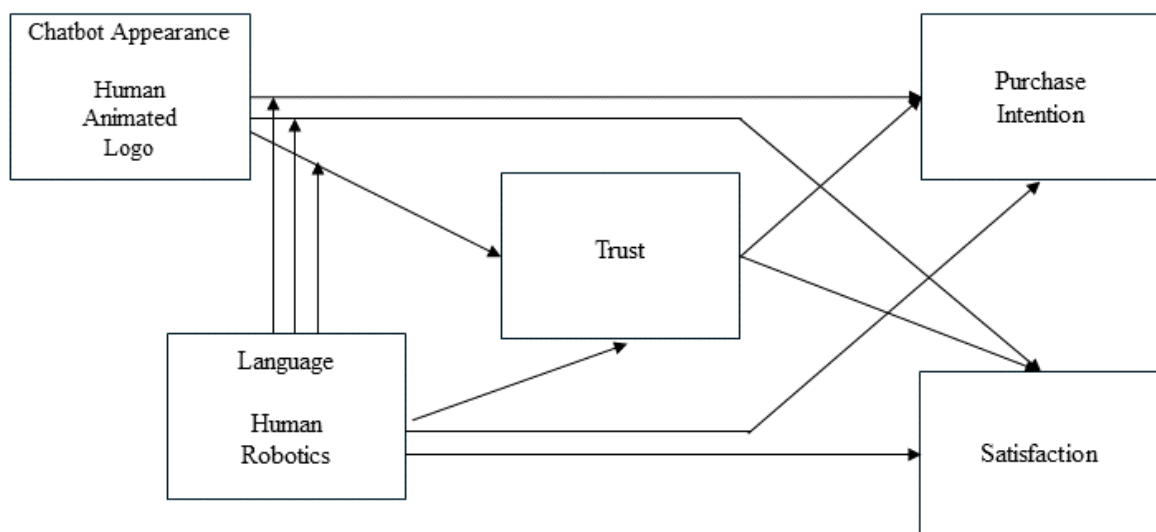 Chatbot Appearance
Human
Animated
Logo
Purchase
Intention
Trust
Language
Human
Robotics
Satisfaction